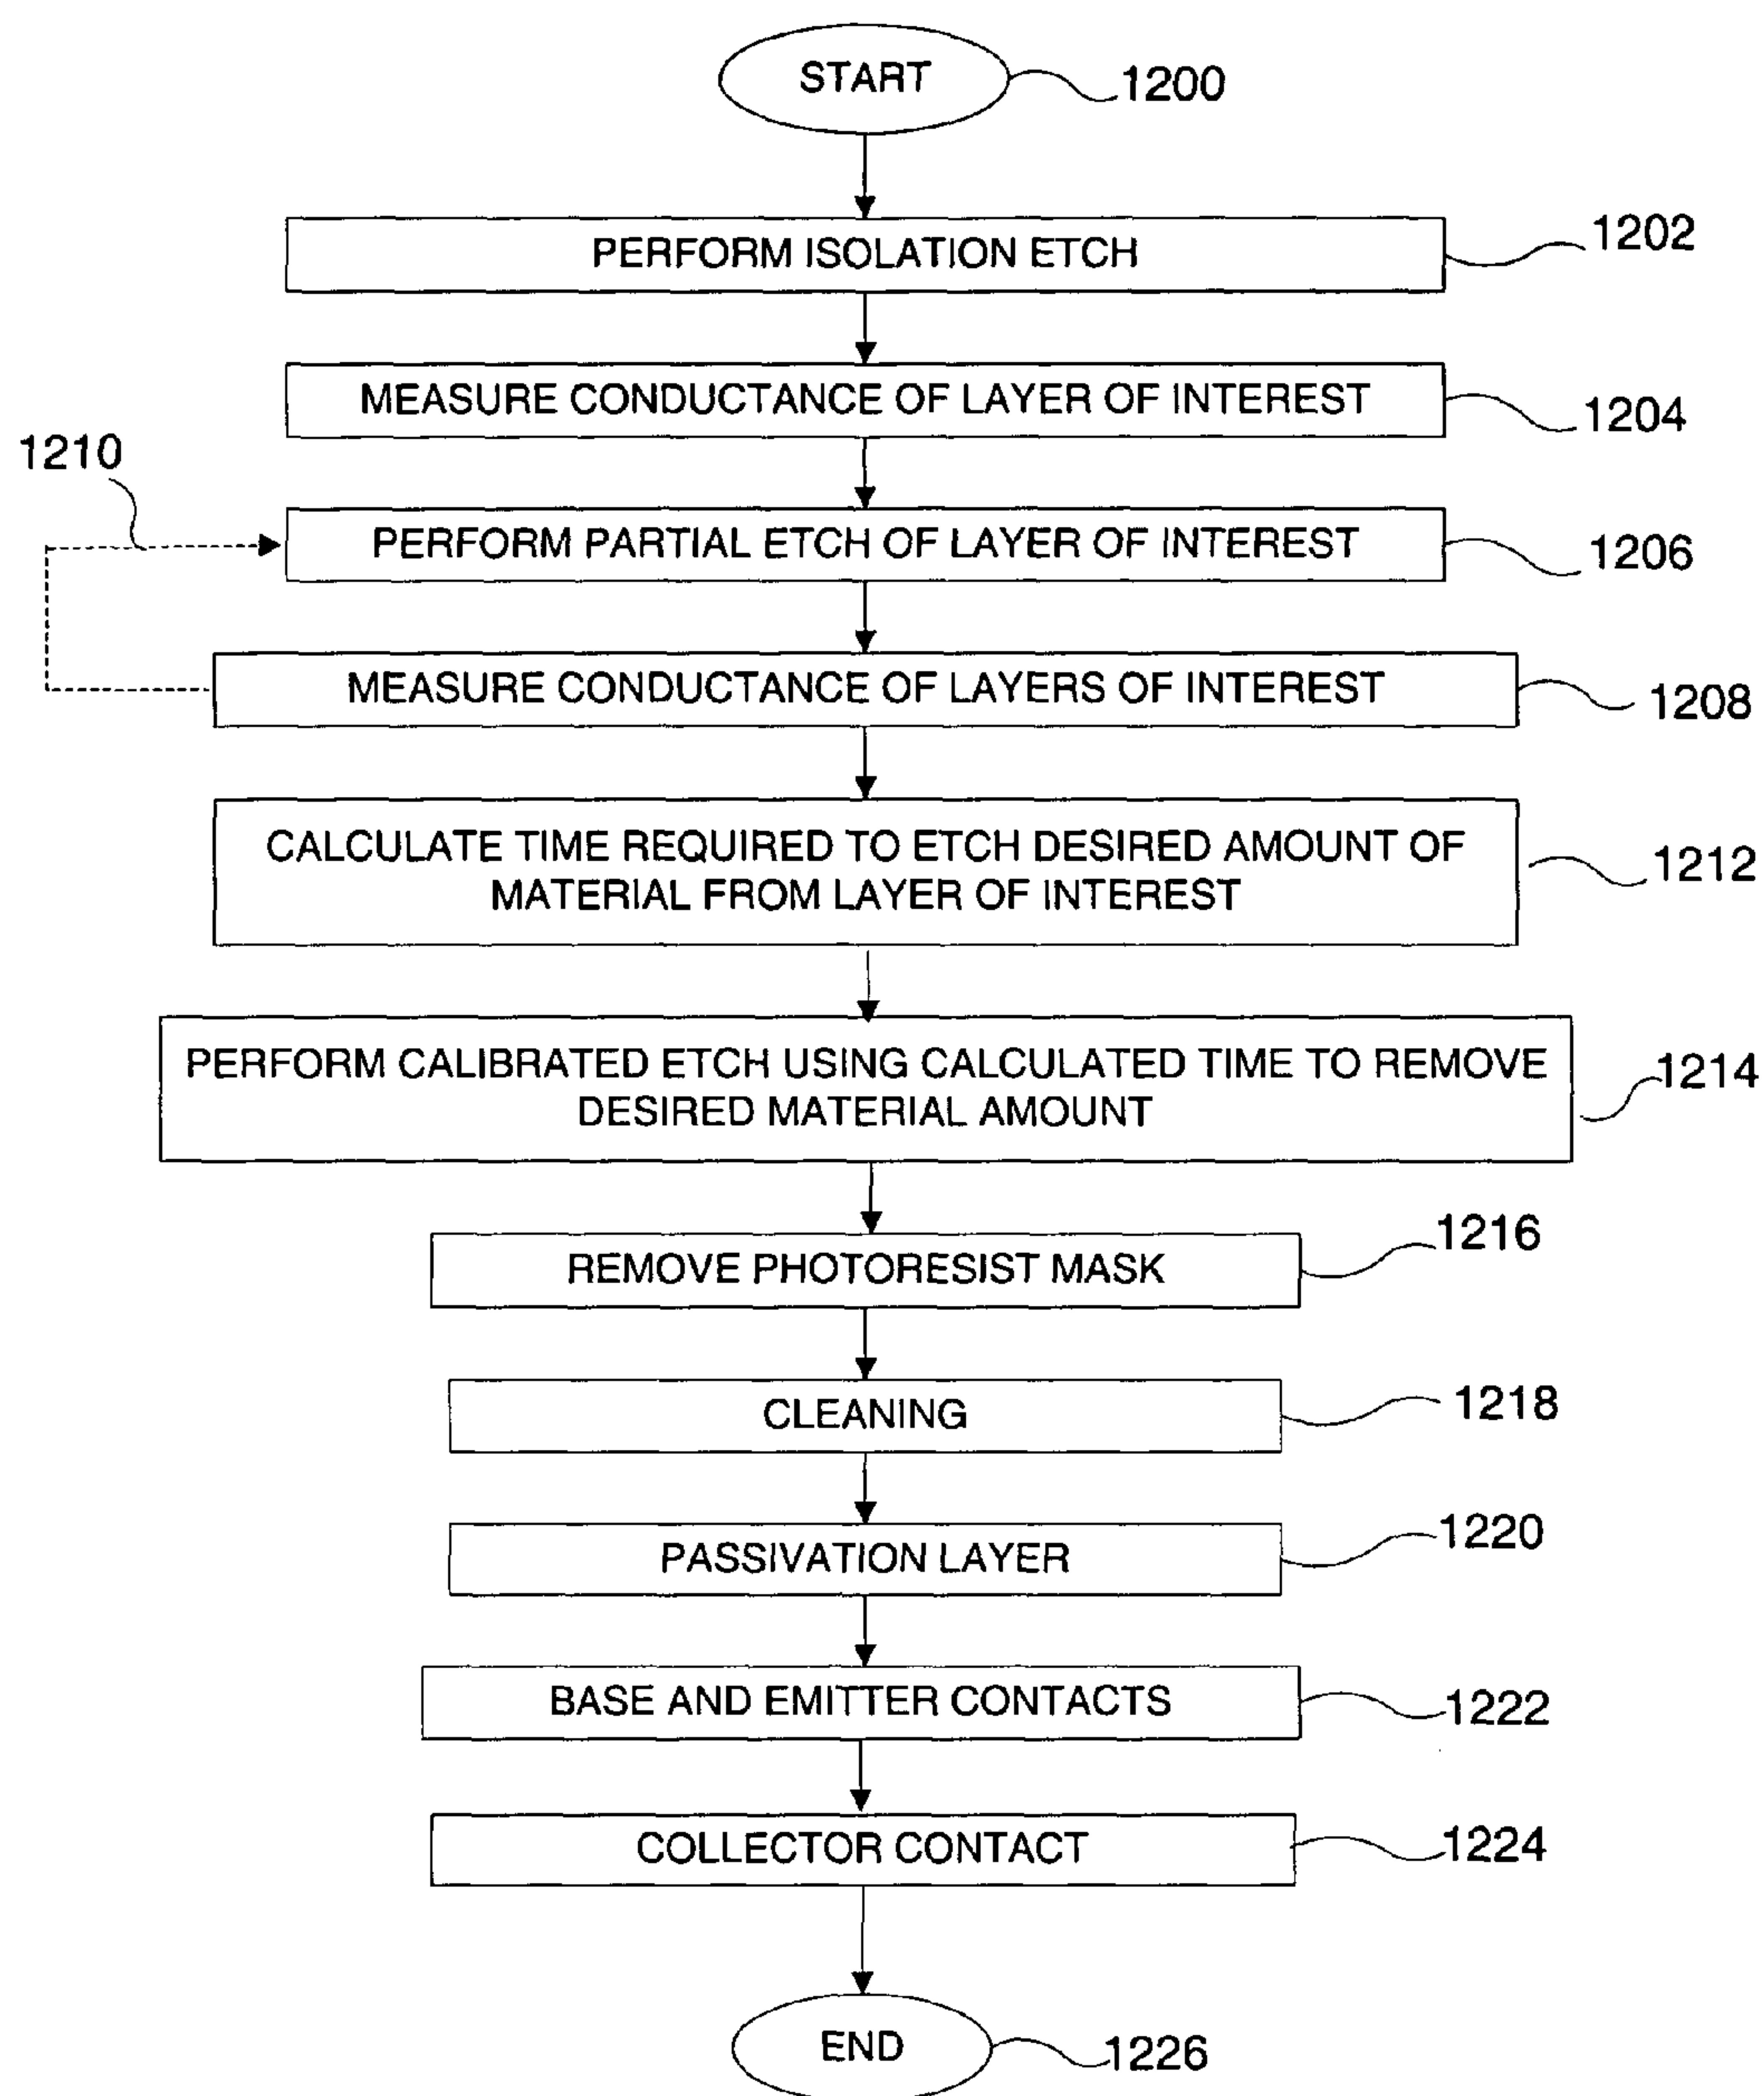 START
1200
PERFORM ISOLATION ETCH
1202
MEASURE CONDUCTANCE OF LAYER OF INTEREST
1204
1210
PERFORM PARTIAL ETCH OF LAYER OF INTEREST
1206
MEASURE CONDUCTANCE OF LAYERS OF INTEREST
1208
CALCULATE TIME REQUIRED TO ETCH DESIRED AMOUNT OF
MATERIAL FROM LAYER OF INTEREST
1212
PERFORM CALIBRATED ETCH USING CALCULATED TIME TO REMOVE
DESIRED MATERIAL AMOUNT
1214
REMOVE PHOTORESIST MASK
1216
CLEANING
1218
PASSIVATION LAYER
1220
BASE AND EMITTER CONTACTS
1222
COLLECTOR CONTACT
1224
END
1226